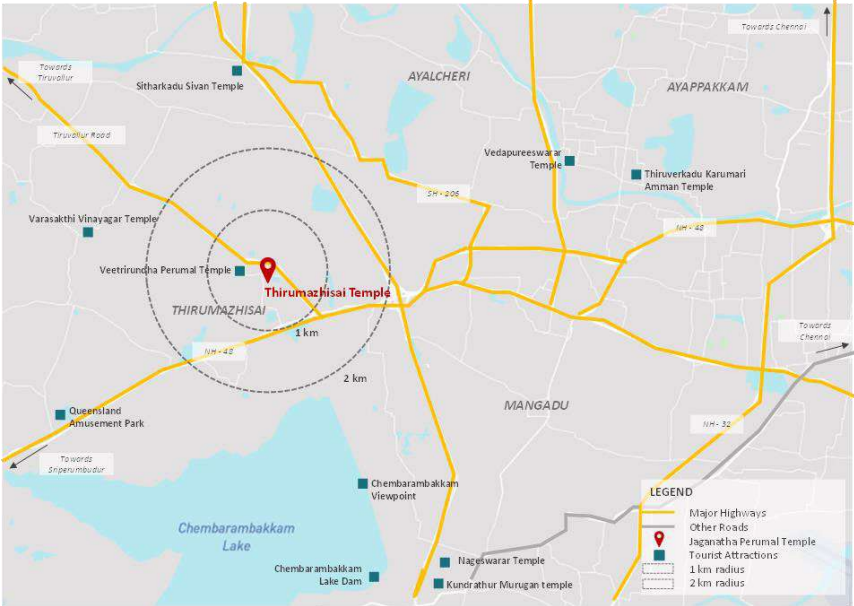 Towards Chennai
Towards
Tiruvallur
AYALCHERI
Sitharkadu Sivan Temple
AYAPPAKKAM
Tiruvallur Road
Vedapureeswarar
Temple
Thiruverkadu Karumari
Amman Temple
SH - 206
Varasakthi Vinayagar Temple
NH - 48
Veetrirundha Perumal Temple
Thirumazhisai Temple
THIRUMAZHISAI
1 km
Towards
Chennai
NH - 48
2 km
MANGADU
Queensland
Amusement Park
NH - 32
Towards
Sriperumbudur
Chembarambakkam
Viewpoint
LEGEND
Major Highways
Other Roads
Jaganatha Perumal Temple
Tourist Attractions
1 km radius
2 km radius
Chembarambakkam
Lake
Nageswarar Temple
Chembarambakkam
Lake Dam
Kundrathur Murugan temple